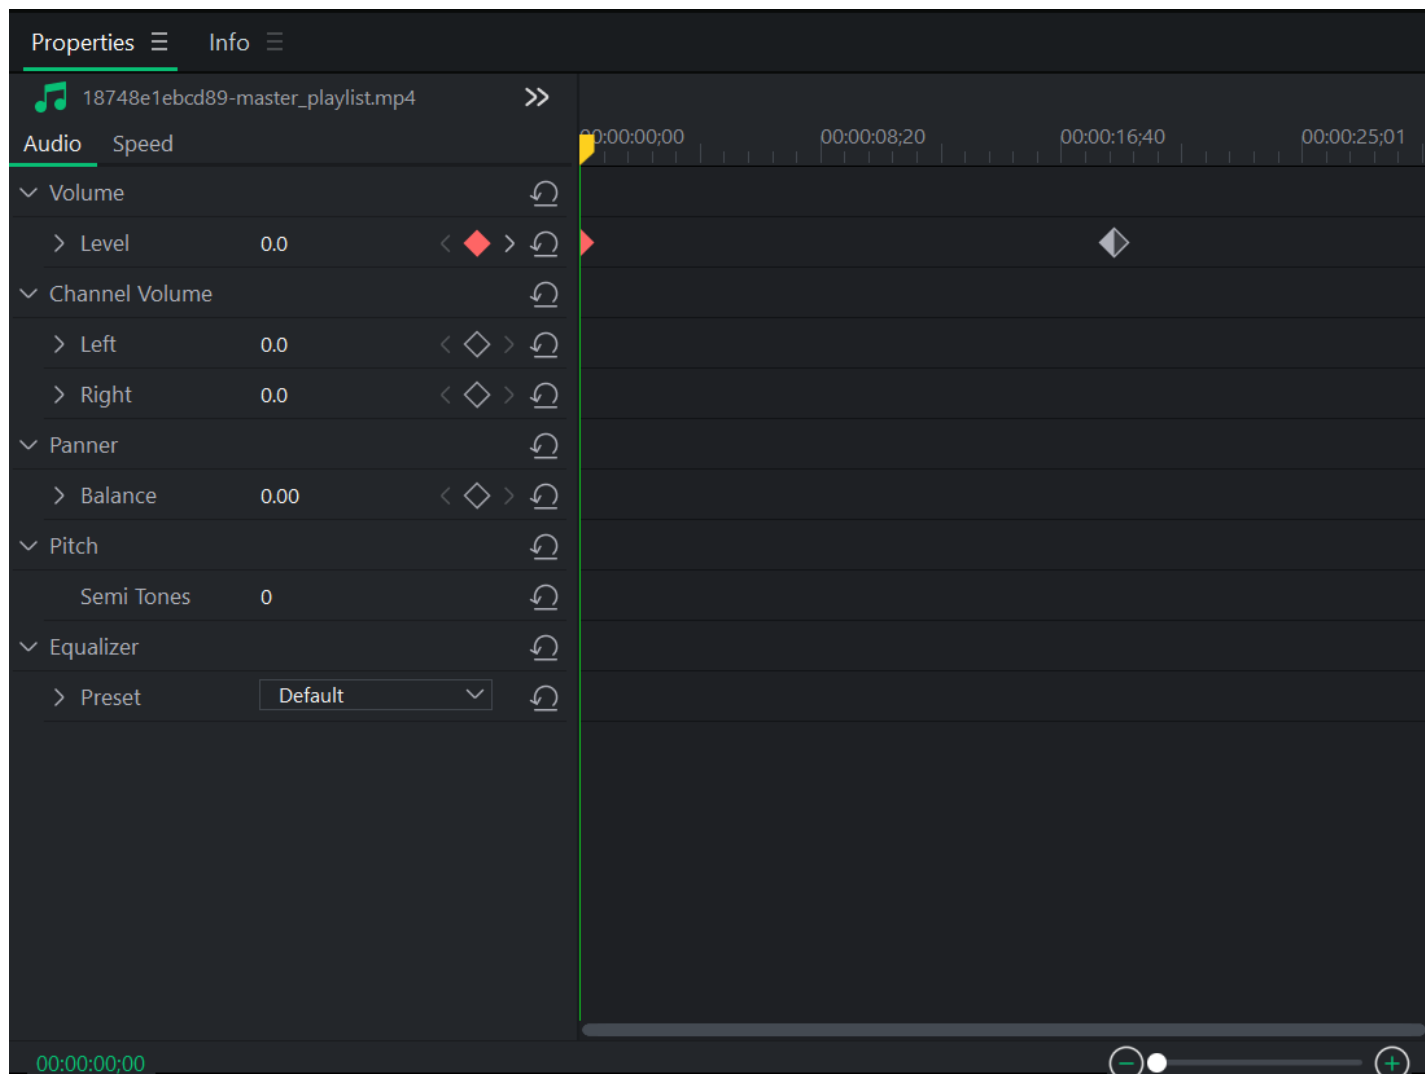 Properties Info
18748e1ebcd89-master_playlist.mp4
Audio Speed
00:00:00;00 00:00:08;20 00:00:16;40 00:00:25;01
Volume
Level 0.0
Channel Volume
Left 0.0
Right 0.0
Panner
Balance 0.00
Pitch
Semi Tones 0
Equalizer
Preset Default
00:00:00;00